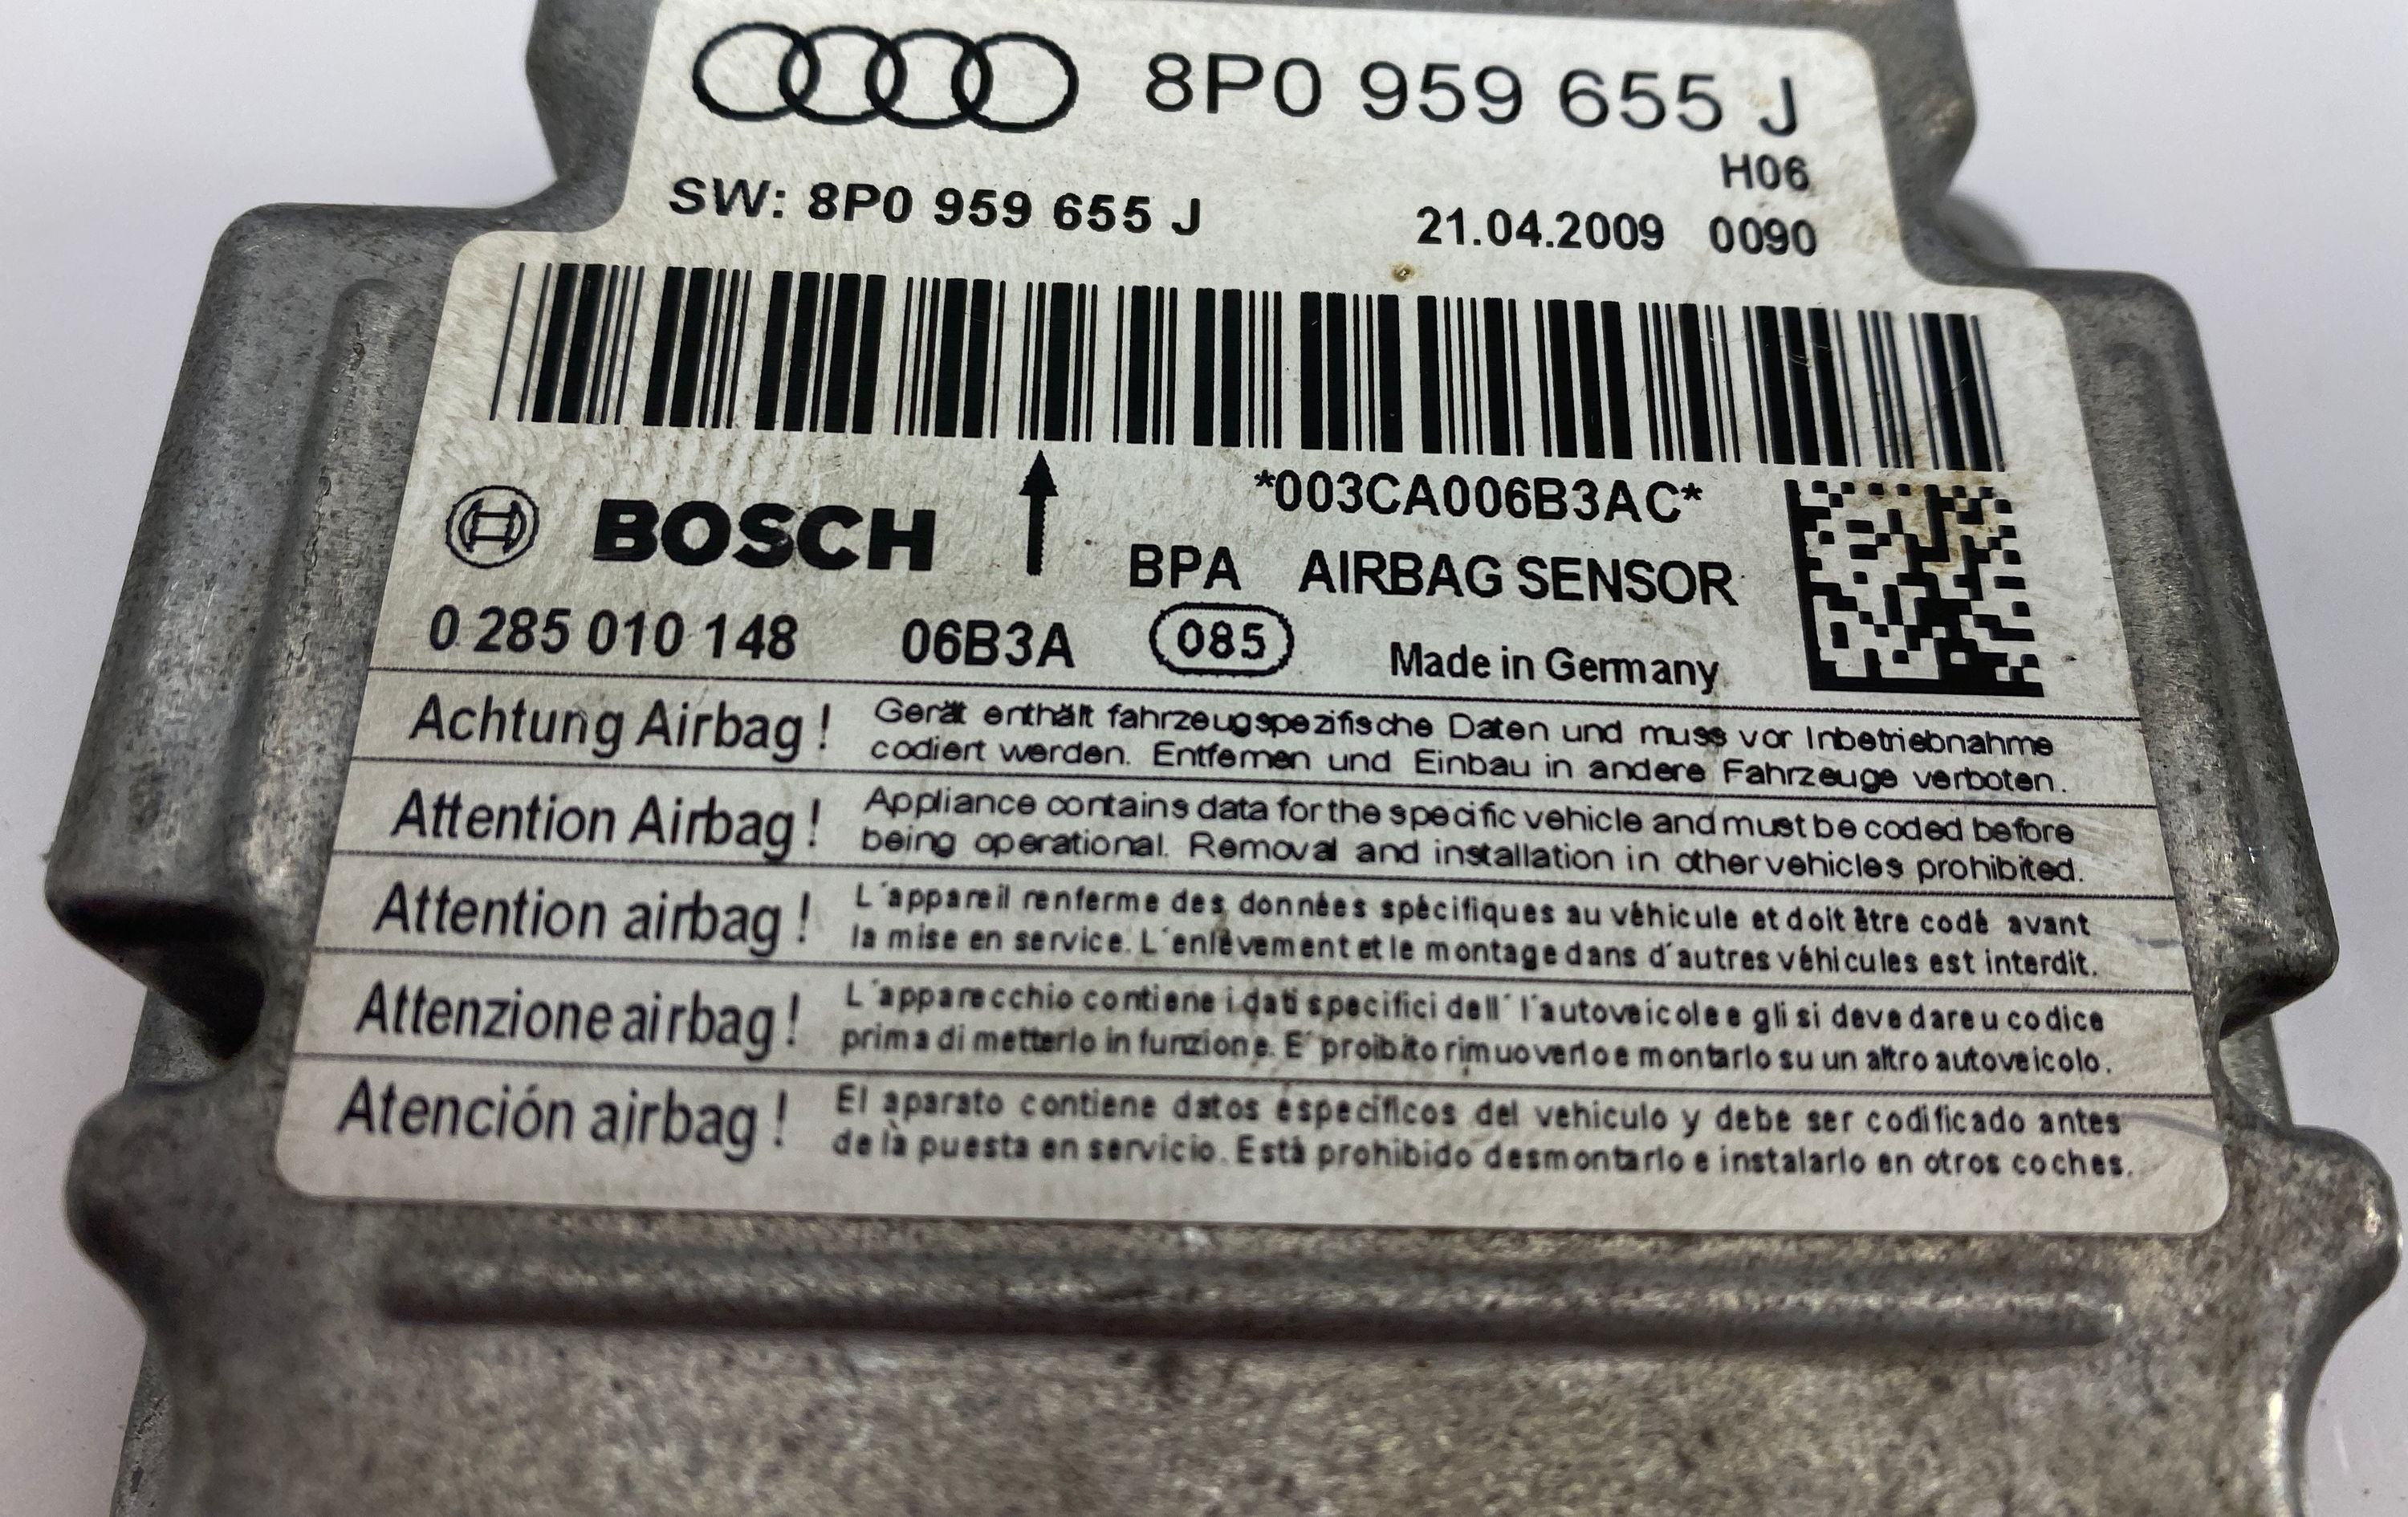 8P0 959 655 J
H06
SW: 8P0 959 655 J 21.04.2009 0090
*003CA006B3AC*
BOSCH BPA AIRBAG SENSOR
0 285 010 148 06B3A 085 Made in Germany
Achtung Airbag ! Gerät enthält fahrzeugspezifische Daten und muss vor Inbetriebnahme
codiert werden. Entfernen und Einbau in andere Fahrzeuge verboten.
Attention Airbag ! Appliance contains data for the specific vehicle and must be coded before
being operational. Removal and installation in other vehicles prohibited.
Attention airbag ! L´appareil renferme des données spécifiques au véhicule et doit être codé avant
la mise en service. L´enlèvement et le montage dans d´autres véhicules est interdit.
Attenzione airbag ! L´apparecchio contiene i dati specifici dell´ l´autoveicolo e gli si deve dare u codice
prima di metterlo in funzione. E´ proibito rimuoverlo e montarlo su un altro autoveicolo.
Atención airbag ! El aparato contiene datos específicos del vehiculo y debe ser codificado antes
de là puesta en servicio. Està prohibido desmontarlo e instalarlo en otros coches.